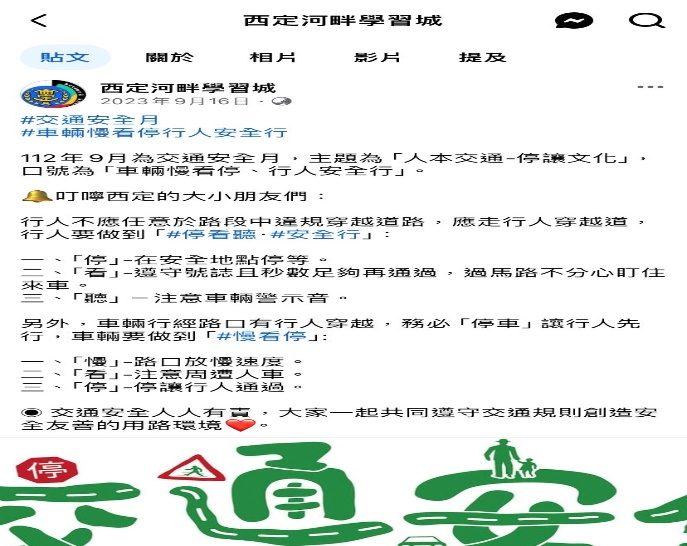 西定河畔學習城
貼文 關於 相片 影片 提及
西定河畔學習城
2023年9月16日 ·
#交通安全月
#車輛慢看停行人安全行
112年9月為交通安全月，主題為「人本交通-停讓文化」，
口號為「車輛慢看停、行人安全行」。
🔔叮嚀西定的大小朋友們：
行人不應任意於路段中違規穿越道路，應走行人穿越道，
行人要做到「#停看聽·#安全行」:
一、「停」-在安全地點停等。
二、「看」-遵守號誌且秒數足夠再通過，過馬路不分心盯住
來車。
三、「聽」－注意車輛警示音。
另外，車輛行經路口有行人穿越，務必「停車」讓行人先
行，車輛要做到「#慢看停」:
一、「慢」-路口放慢速度。
二、「看」-注意周遭人車。
三、「停」-停讓行人通過。
◉ 交通安全人人有責，大家一起共同遵守交通規則創造安
全友善的用路環境❤️。
停
交通安